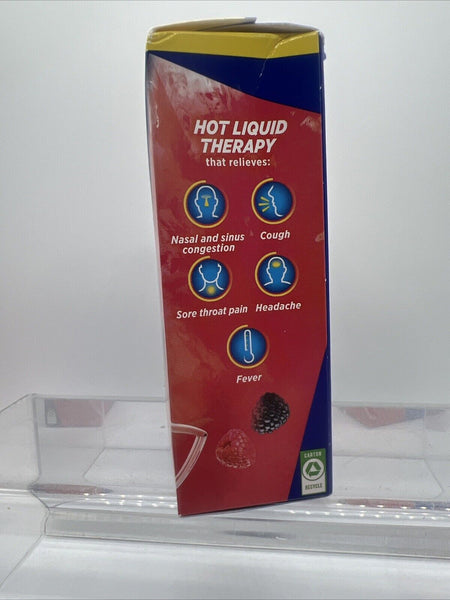 HOT LIQUID
THERAPY
that relieves:
Nasal and sinus
congestion
Cough
Sore throat pain
Headache
Fever
CARTON
RECYCLE